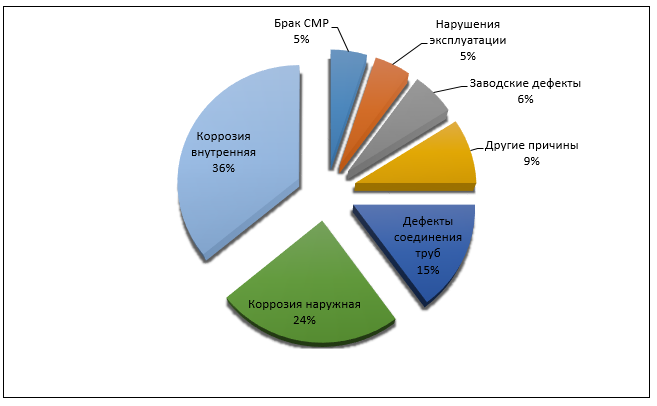 Брак СМР
5%
Нарушения
эксплуатации
5%
Заводские дефекты
6%
Другие причины
9%
Дефекты
соединения
труб
15%
Коррозия наружная
24%
Коррозия
внутренняя
36%